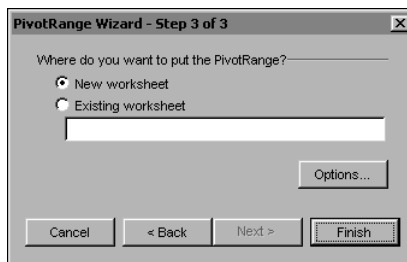 PivotRange Wizard - Step 3 of 3
Where do you want to put the PivotRange?
New worksheet
Existing worksheet
Options...
Cancel < Back Next > Finish